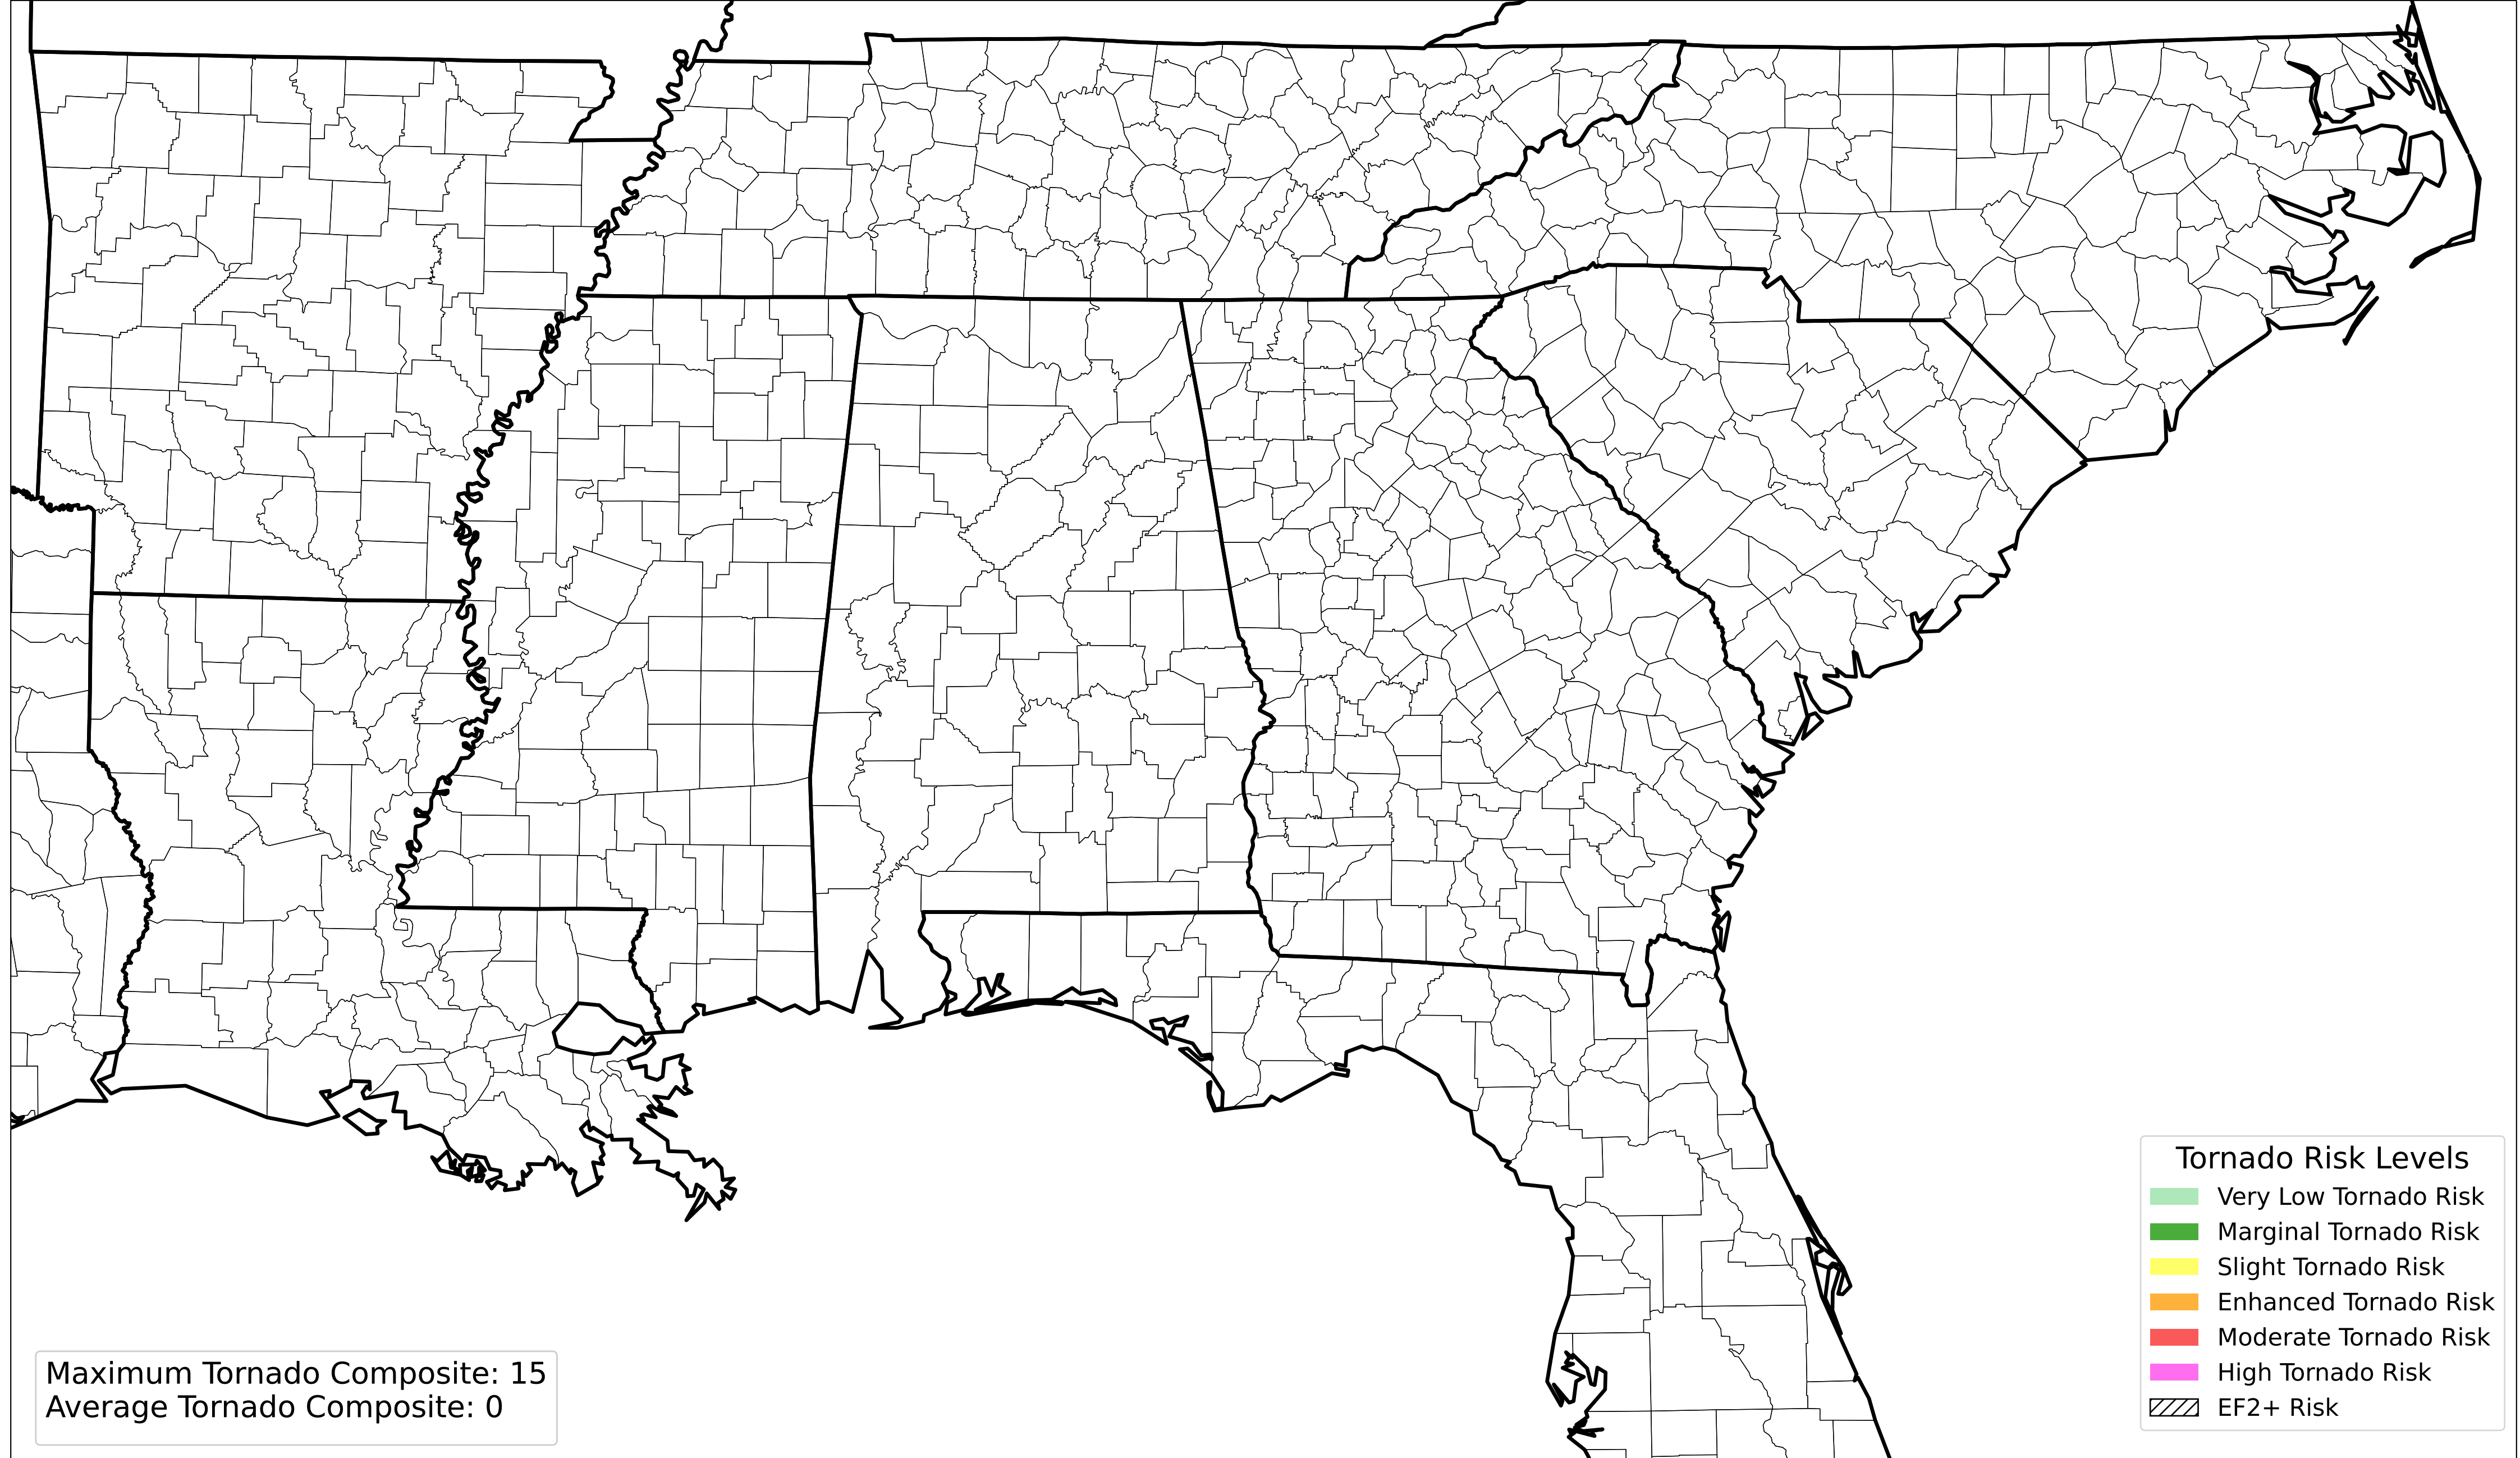 Tornado Risk Levels
Very Low Tornado Risk
Marginal Tornado Risk
Slight Tornado Risk
Enhanced Tornado Risk
Moderate Tornado Risk
High Tornado Risk
EF2+ Risk
Maximum Tornado Composite: 15
Average Tornado Composite: 0